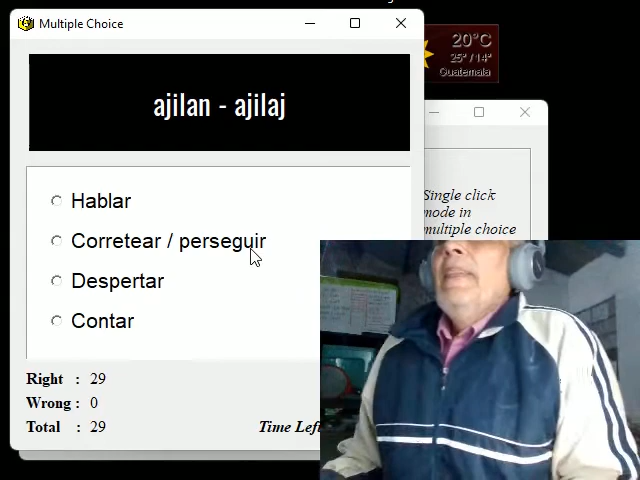 Multiple Choice
20°C
25° / 14°
Guatemala
ajilan - ajilaj
Hablar
Corretear / perseguir
Despertar
Contar
Single click
mode in
multiple choice
Right : 29
Wrong : 0
Total : 29
Time Left